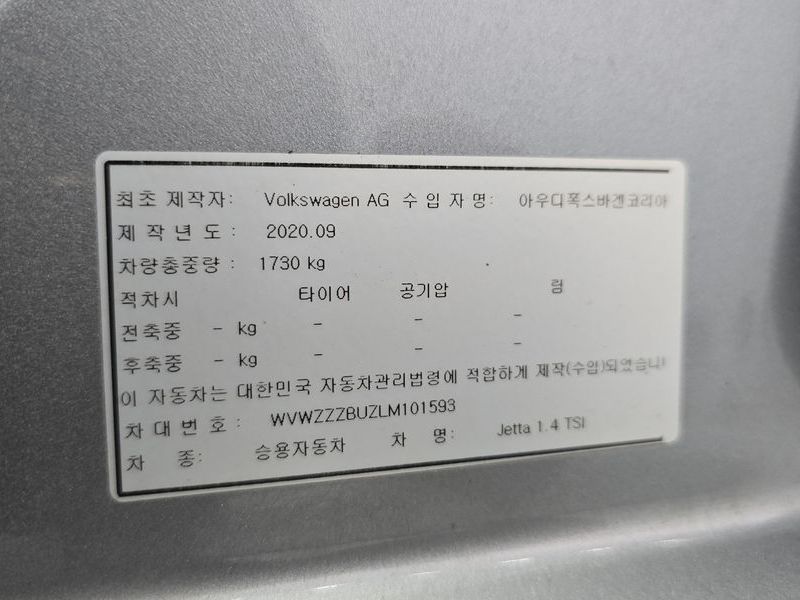 최초 제작자: Volkswagen AG 수 입 자 명: 아우디폭스바겐코리아
제 작 년 도 : 2020.09
차량총중량 : 1730 kg
적차시 타이어 공기압 림
전축중 - kg - - -
후축중 - kg - - -
이 자동차는 대한민국 자동차관리법령에 적합하게 제작(수입)되었습니
차 대 번 호 : WVWZZZBUZLM101593
차 종: 승용자동차 차 명: Jetta 1.4 TSI